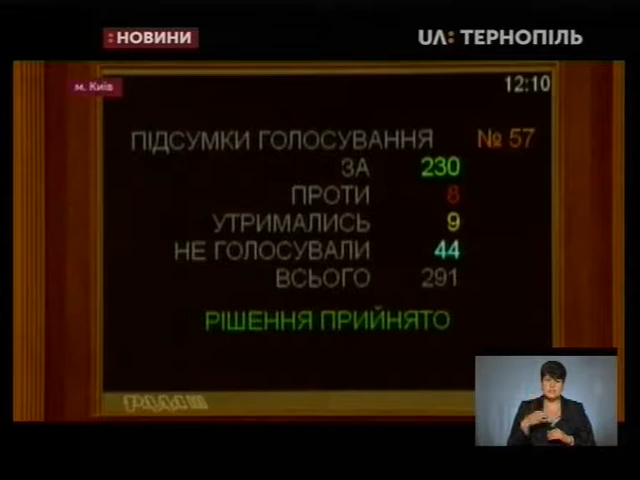 :НОВИНИ
UA: ТЕРНОПІЛЬ
м. Київ
12:10
ПІДСУМКИ ГОЛОСУВАННЯ № 57
ЗА 230
ПРОТИ 8
УТРИМАЛИСЬ 9
НЕ ГОЛОСУВАЛИ 44
ВСЬОГО 291
РІШЕННЯ ПРИЙНЯТО